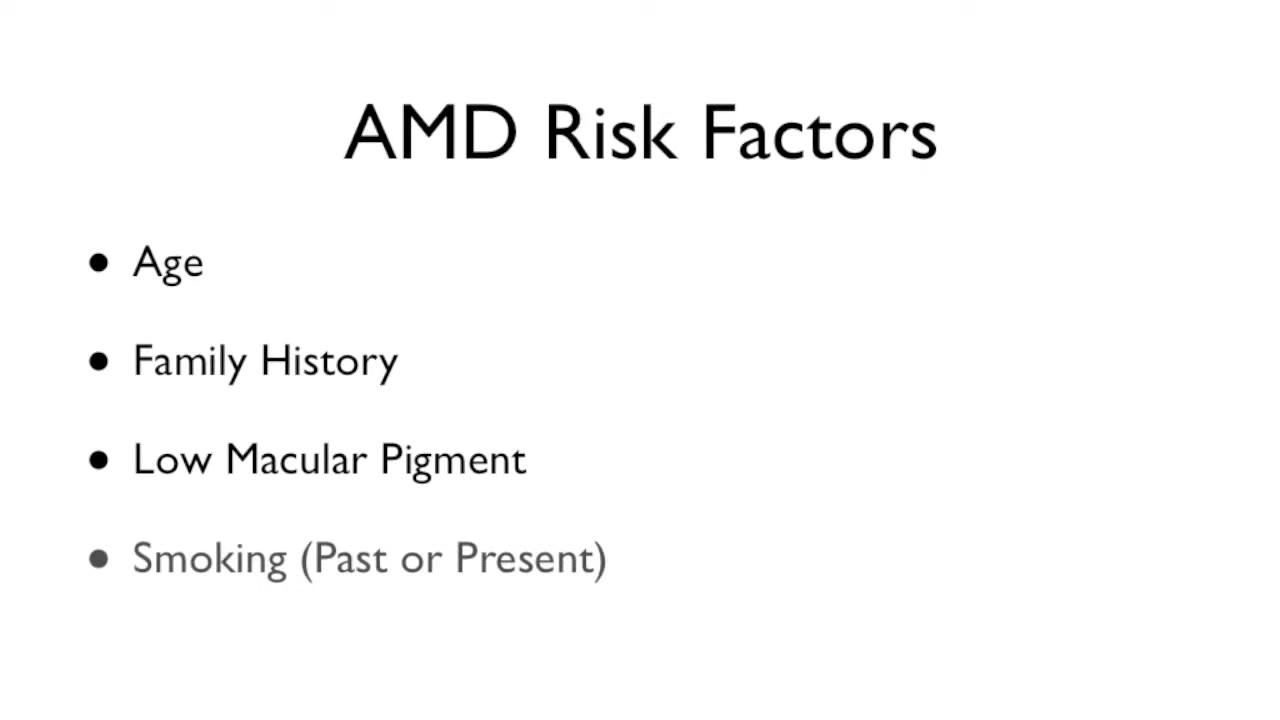 AMD Risk Factors
• Age
• Family History
• Low Macular Pigment
• Smoking (Past or Present)